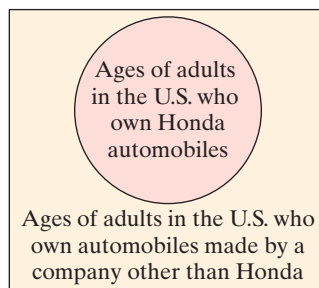 Ages of adults
in the U.S. who
own Honda
automobiles
Ages of adults in the U.S. who
own automobiles made by a
company other than Honda